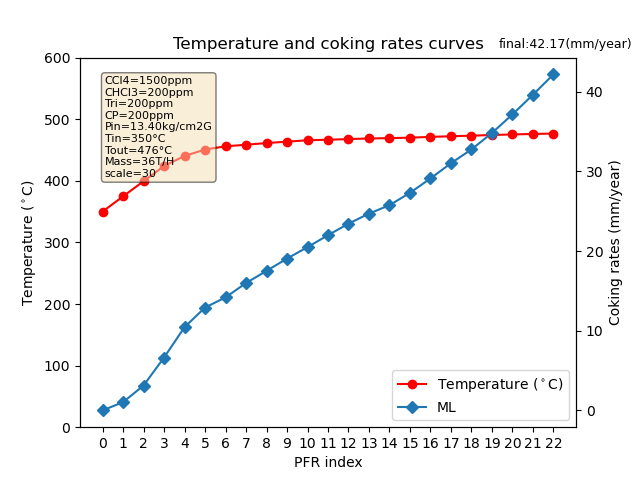 Temperature and coking rates curves
final:42.17(mm/year)
600
500
400
300
200
100
0
Temperature (°C)
CCl4=1500ppm
CHCl3=200ppm
Tri=200ppm
CP=200ppm
Pin=13.40kg/cm2G
Tin=350°C
Tout=476°C
Mass=36T/H
scale=30
40
30
20
10
0
Coking rates (mm/year)
Temperature (°C)
ML
0 1 2 3 4 5 6 7 8 9 10 11 12 13 14 15 16 17 18 19 20 21 22
PFR index